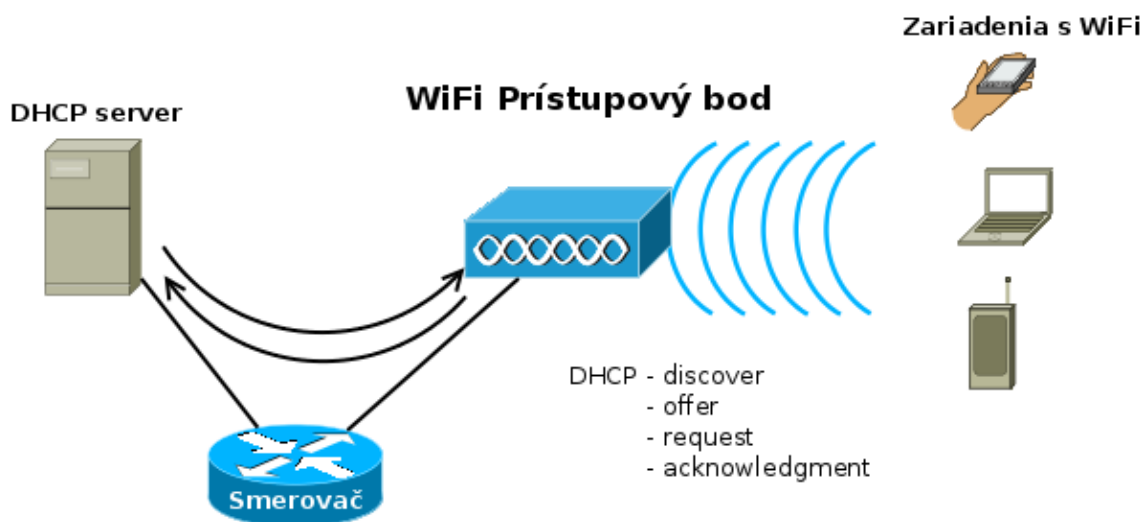 Zariadenia s WiFi
WiFi Prístupový bod
DHCP server
DHCP - discover
- offer
- request
- acknowledgment
Smerovač